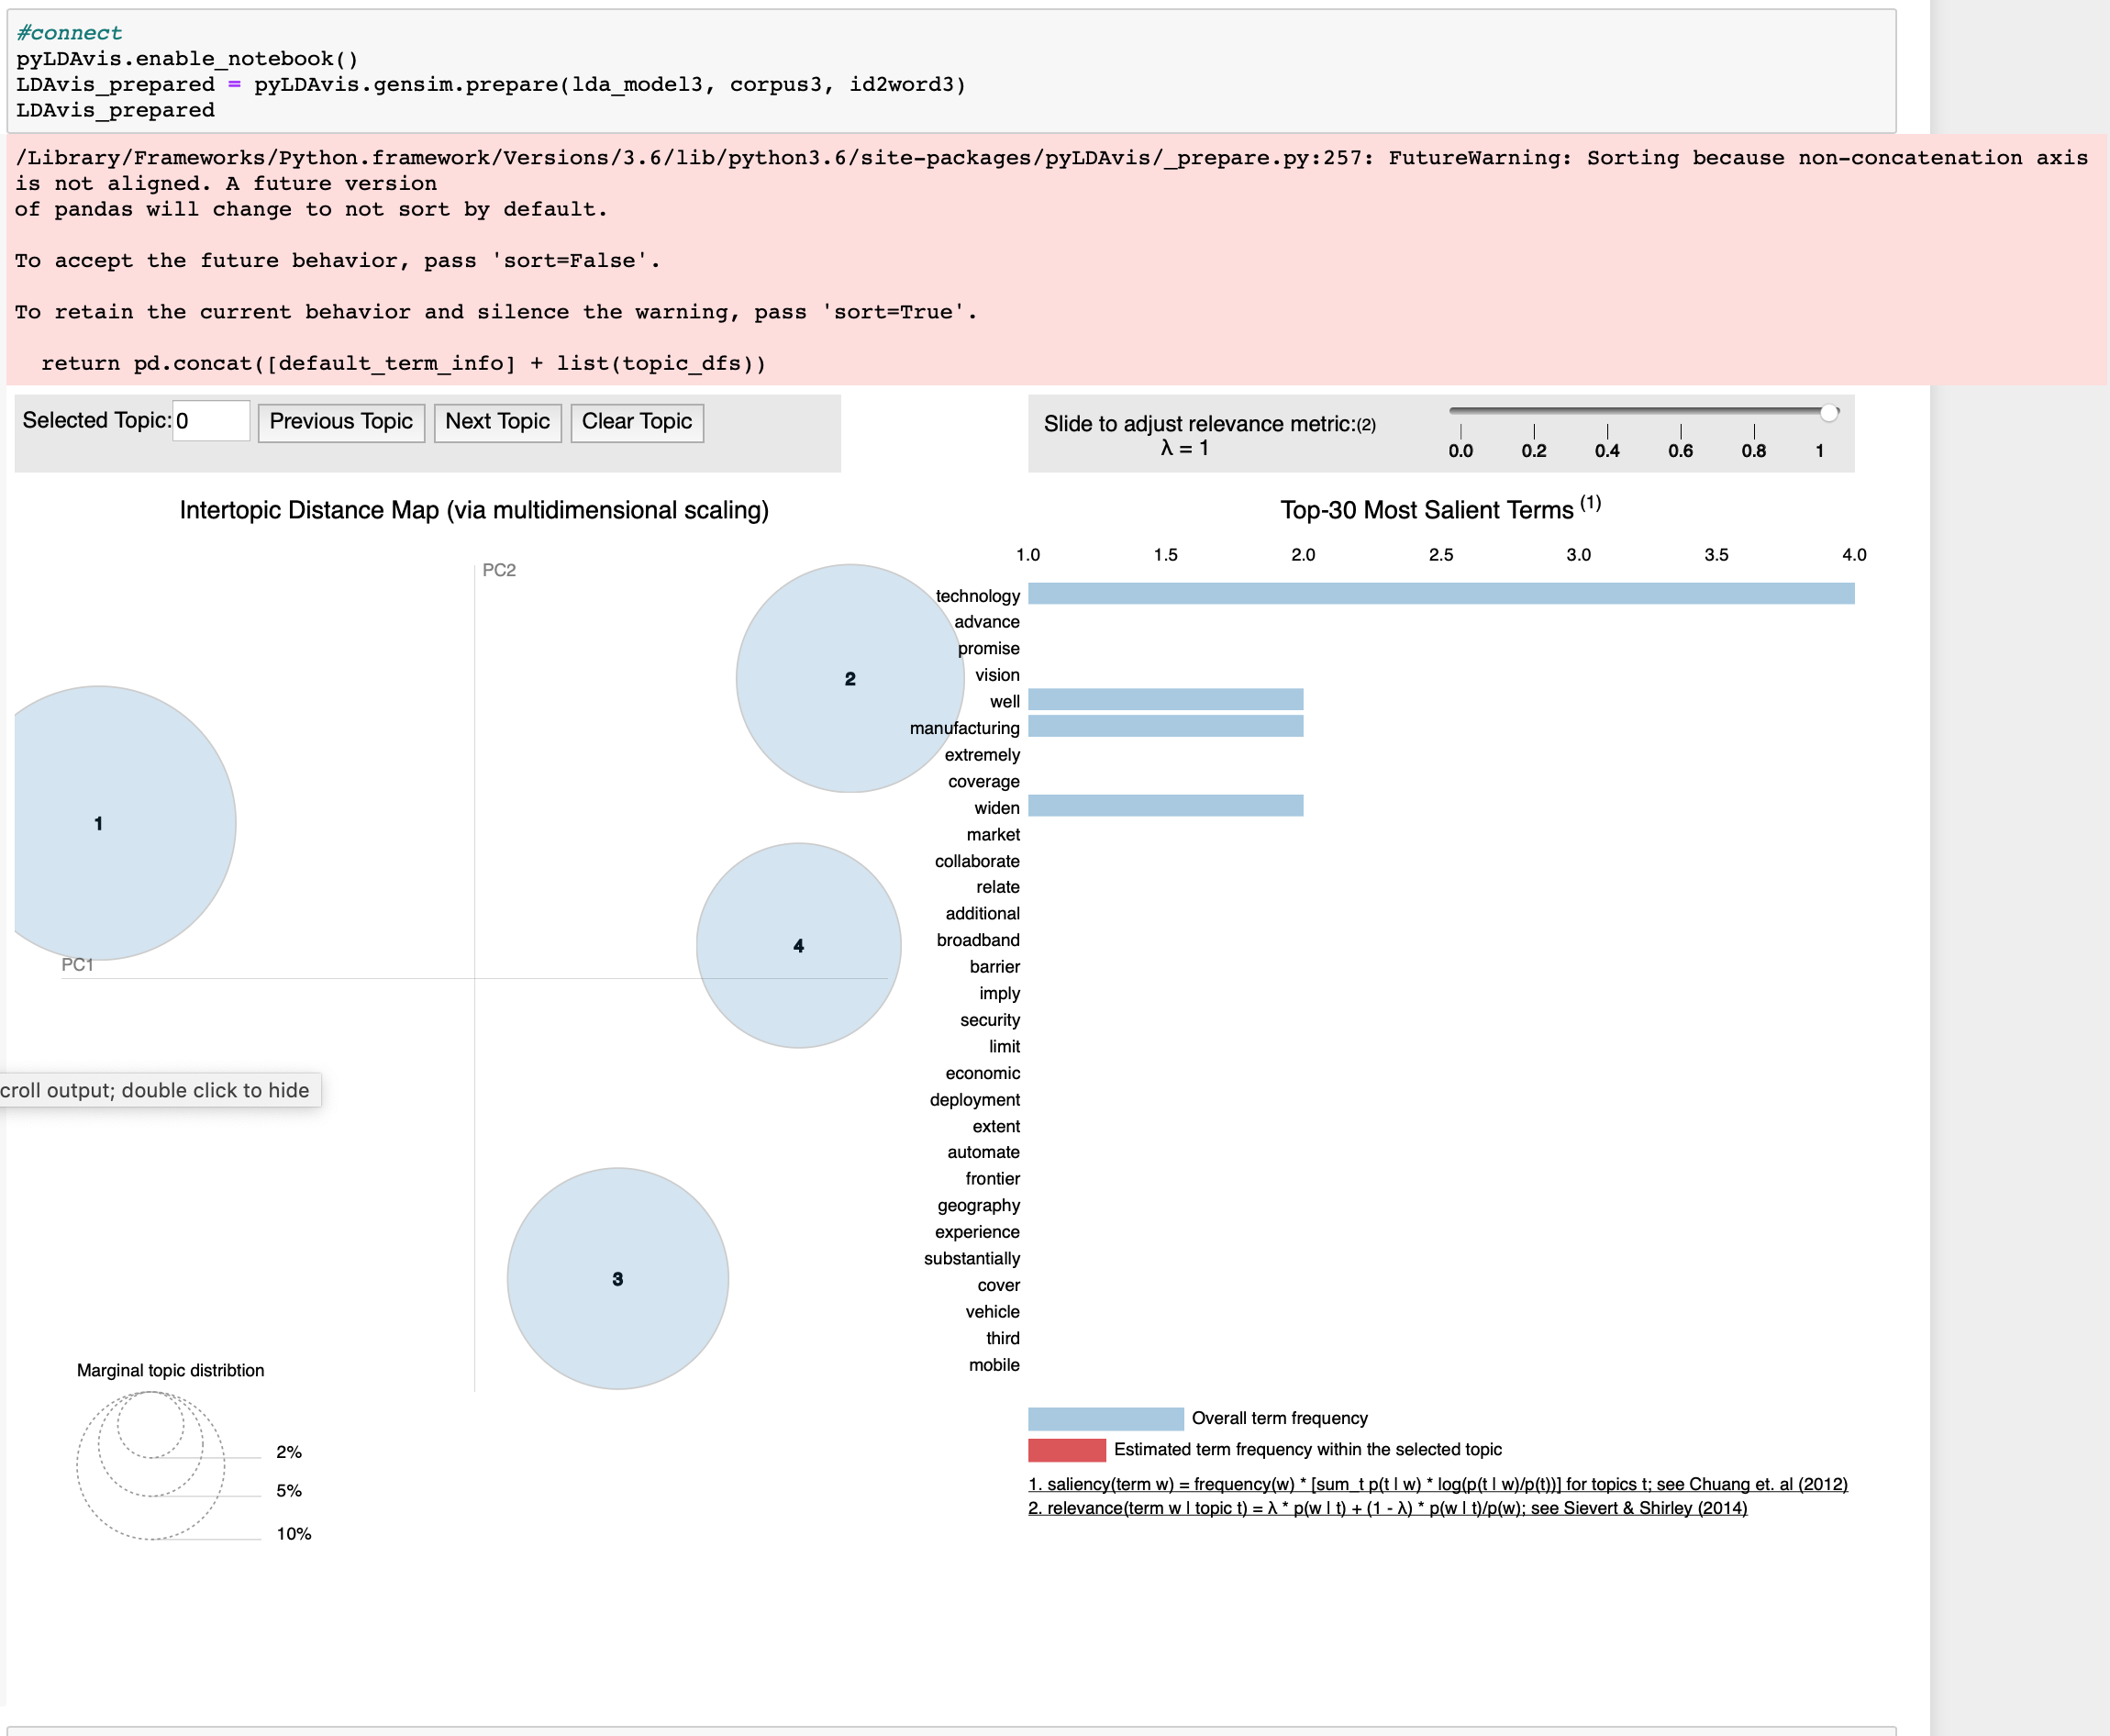 #connect
pyLDAvis.enable_notebook()
LDAvis_prepared = pyLDAvis.gensim.prepare(lda_model3, corpus3, id2word3)
LDAvis_prepared
/Library/Frameworks/Python.framework/Versions/3.6/lib/python3.6/site-packages/pyLDAvis/_prepare.py:257: FutureWarning: Sorting because non-concatenation axis
is not aligned. A future version
of pandas will change to not sort by default.
To accept the future behavior, pass 'sort=False'.
To retain the current behavior and silence the warning, pass 'sort=True'.
return pd.concat([default_term_info] + list(topic_dfs))
Selected Topic: 0 Previous Topic Next Topic Clear Topic
Slide to adjust relevance metric:(2)
λ = 1
0.0 0.2 0.4 0.6 0.8 1
Intertopic Distance Map (via multidimensional scaling)
PC2
2
1
4
PC1
3
croll output; double click to hide
Marginal topic distribtion
2%
5%
10%
Top-30 Most Salient Terms (1)
1.0 1.5 2.0 2.5 3.0 3.5 4.0
technology
advance
promise
vision
well
manufacturing
extremely
coverage
widen
market
collaborate
relate
additional
broadband
barrier
imply
security
limit
economic
deployment
extent
automate
frontier
geography
experience
substantially
cover
vehicle
third
mobile
Overall term frequency
Estimated term frequency within the selected topic
1. saliency(term w) = frequency(w) * [sum_t p(t | w) * log(p(t | w)/p(t))] for topics t; see Chuang et. al (2012)
2. relevance(term w | topic t) = λ * p(w | t) + (1 - λ) * p(w | t)/p(w); see Sievert & Shirley (2014)